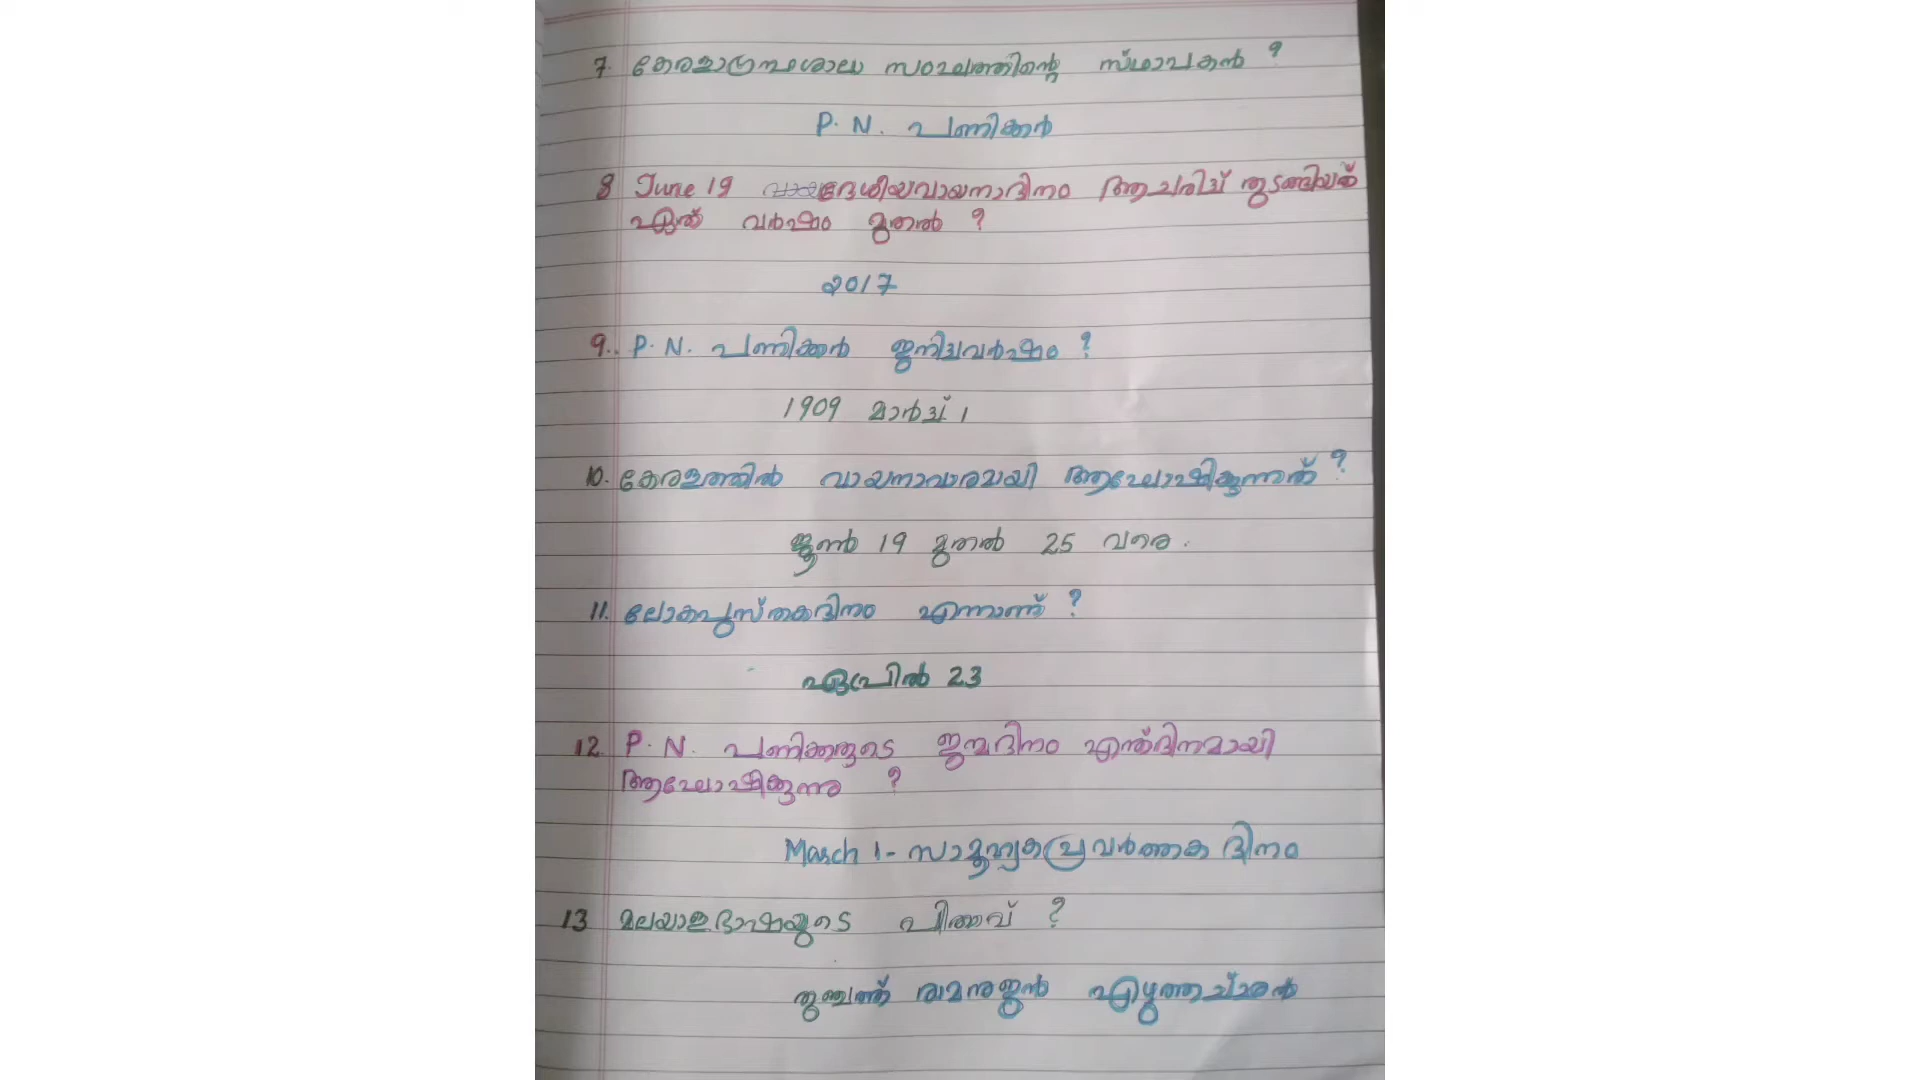 7. കേരളാഗ്രന്ഥശാല സംഘത്തിന്റെ സ്ഥാപകൻ ?
P. N. പണിക്കർ
8 June 19 ദേശീയവായനാദിനം ആചരിച്ച് തുടങ്ങിയത്
ഏത് വർഷം മുതൽ ?
2017
9. P. N. പണിക്കർ ജനിച്ചവർഷം ?
1909 മാർച്ച് 1
10. കേരളത്തിൽ വായനാവാരമായി ആഘോഷിക്കുന്നത് ?
ജൂൺ 19 മുതൽ 25 വരെ.
11. ലോകപുസ്തകദിനം എന്നാണ് ?
ഏപ്രിൽ 23
12. P. N. പണിക്കരുടെ ജന്മദിനം എന്ത്ദിനമായി
ആഘോഷിക്കുന്നു ?
March 1 - സാമൂഹ്യകപ്രവർത്തക ദിനം
13 മലയാളഭാഷയുടെ പിതാവ് ?
തുഞ്ചത്ത് രാമനുജൻ എഴുത്തച്ഛൻ